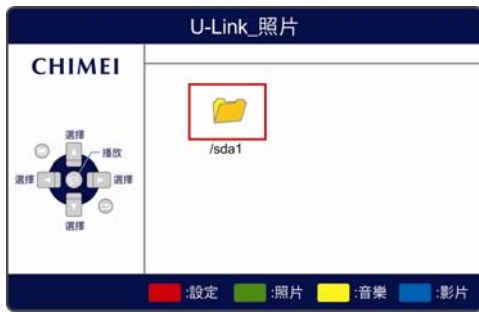 U-Link_照片
CHIMEI
/sda1
選擇
播放
選擇
選擇
選擇
:設定
:照片
:音樂
:影片